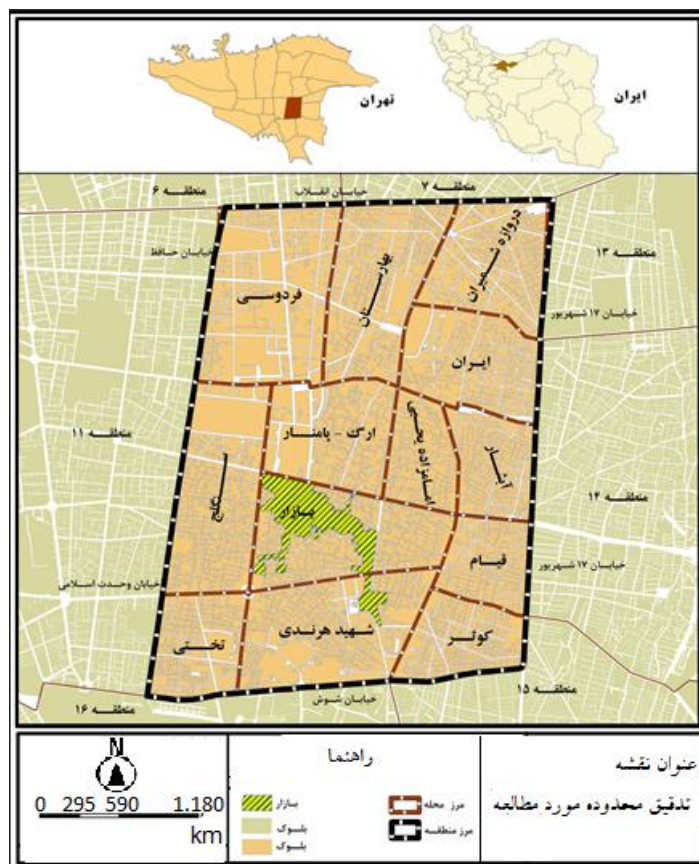 ایران
تهران
منطقه ۶
خیابان انقلاب
منطقه ۷
منطقه ۱۳
خیابان حافظ
دروازه شمیران
بهارستان
فردوسی
خیابان ۱۷ شهریور
ایران
منطقه ۱۱
ارگ - پامنار
امامزاده یحیی
آبشار
سنگلج
بازار
منطقه ۱۴
قیام
خیابان ۱۷ شهریور
خیابان وحدت اسلامی
تختی
شهید هرندی
کوثر
منطقه ۱۶
خیابان شوش
منطقه ۱۵
عنوان نقشه
تدقیق محدوده مورد مطالعه
راهنما
مرز محله
مرز منطقه
بازار
بلوک
بلوک
N
0 295 590 1.180
km